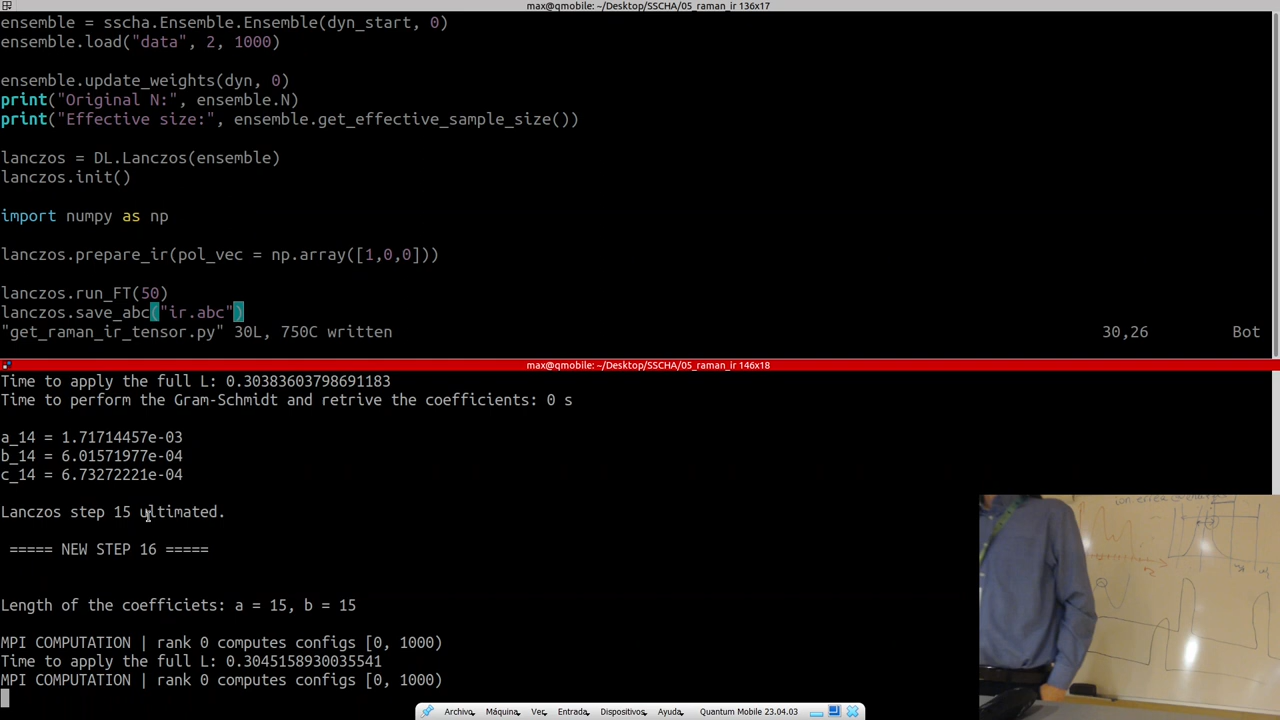 max@qmobile: ~/Desktop/SSCHA/05_raman_ir 136x17
ensemble = sscha.Ensemble.Ensemble(dyn_start, 0)
ensemble.load("data", 2, 1000)
ensemble.update_weights(dyn, 0)
print("Original N:", ensemble.N)
print("Effective size:", ensemble.get_effective_sample_size())
lanczos = DL.Lanczos(ensemble)
lanczos.init()
import numpy as np
lanczos.prepare_ir(pol_vec = np.array([1,0,0]))
lanczos.run_FT(50)
lanczos.save_abc("ir.abc")
"get_raman_ir_tensor.py" 30L, 750C written 30,26 Bot
max@qmobile: ~/Desktop/SSCHA/05_raman_ir 146x18
Time to apply the full L: 0.30383603798691183
Time to perform the Gram-Schmidt and retrive the coefficients: 0 s
a_14 = 1.71714457e-03
b_14 = 6.01571977e-04
c_14 = 6.73272221e-04
Lanczos step 15 ultimated.
===== NEW STEP 16 =====
Length of the coefficiets: a = 15, b = 15
MPI COMPUTATION | rank 0 computes configs [0, 1000)
Time to apply the full L: 0.3045158930035541
MPI COMPUTATION | rank 0 computes configs [0, 1000)
Archivo Máquina Ver Entrada Dispositivos Ayuda Quantum Mobile 23.04.03